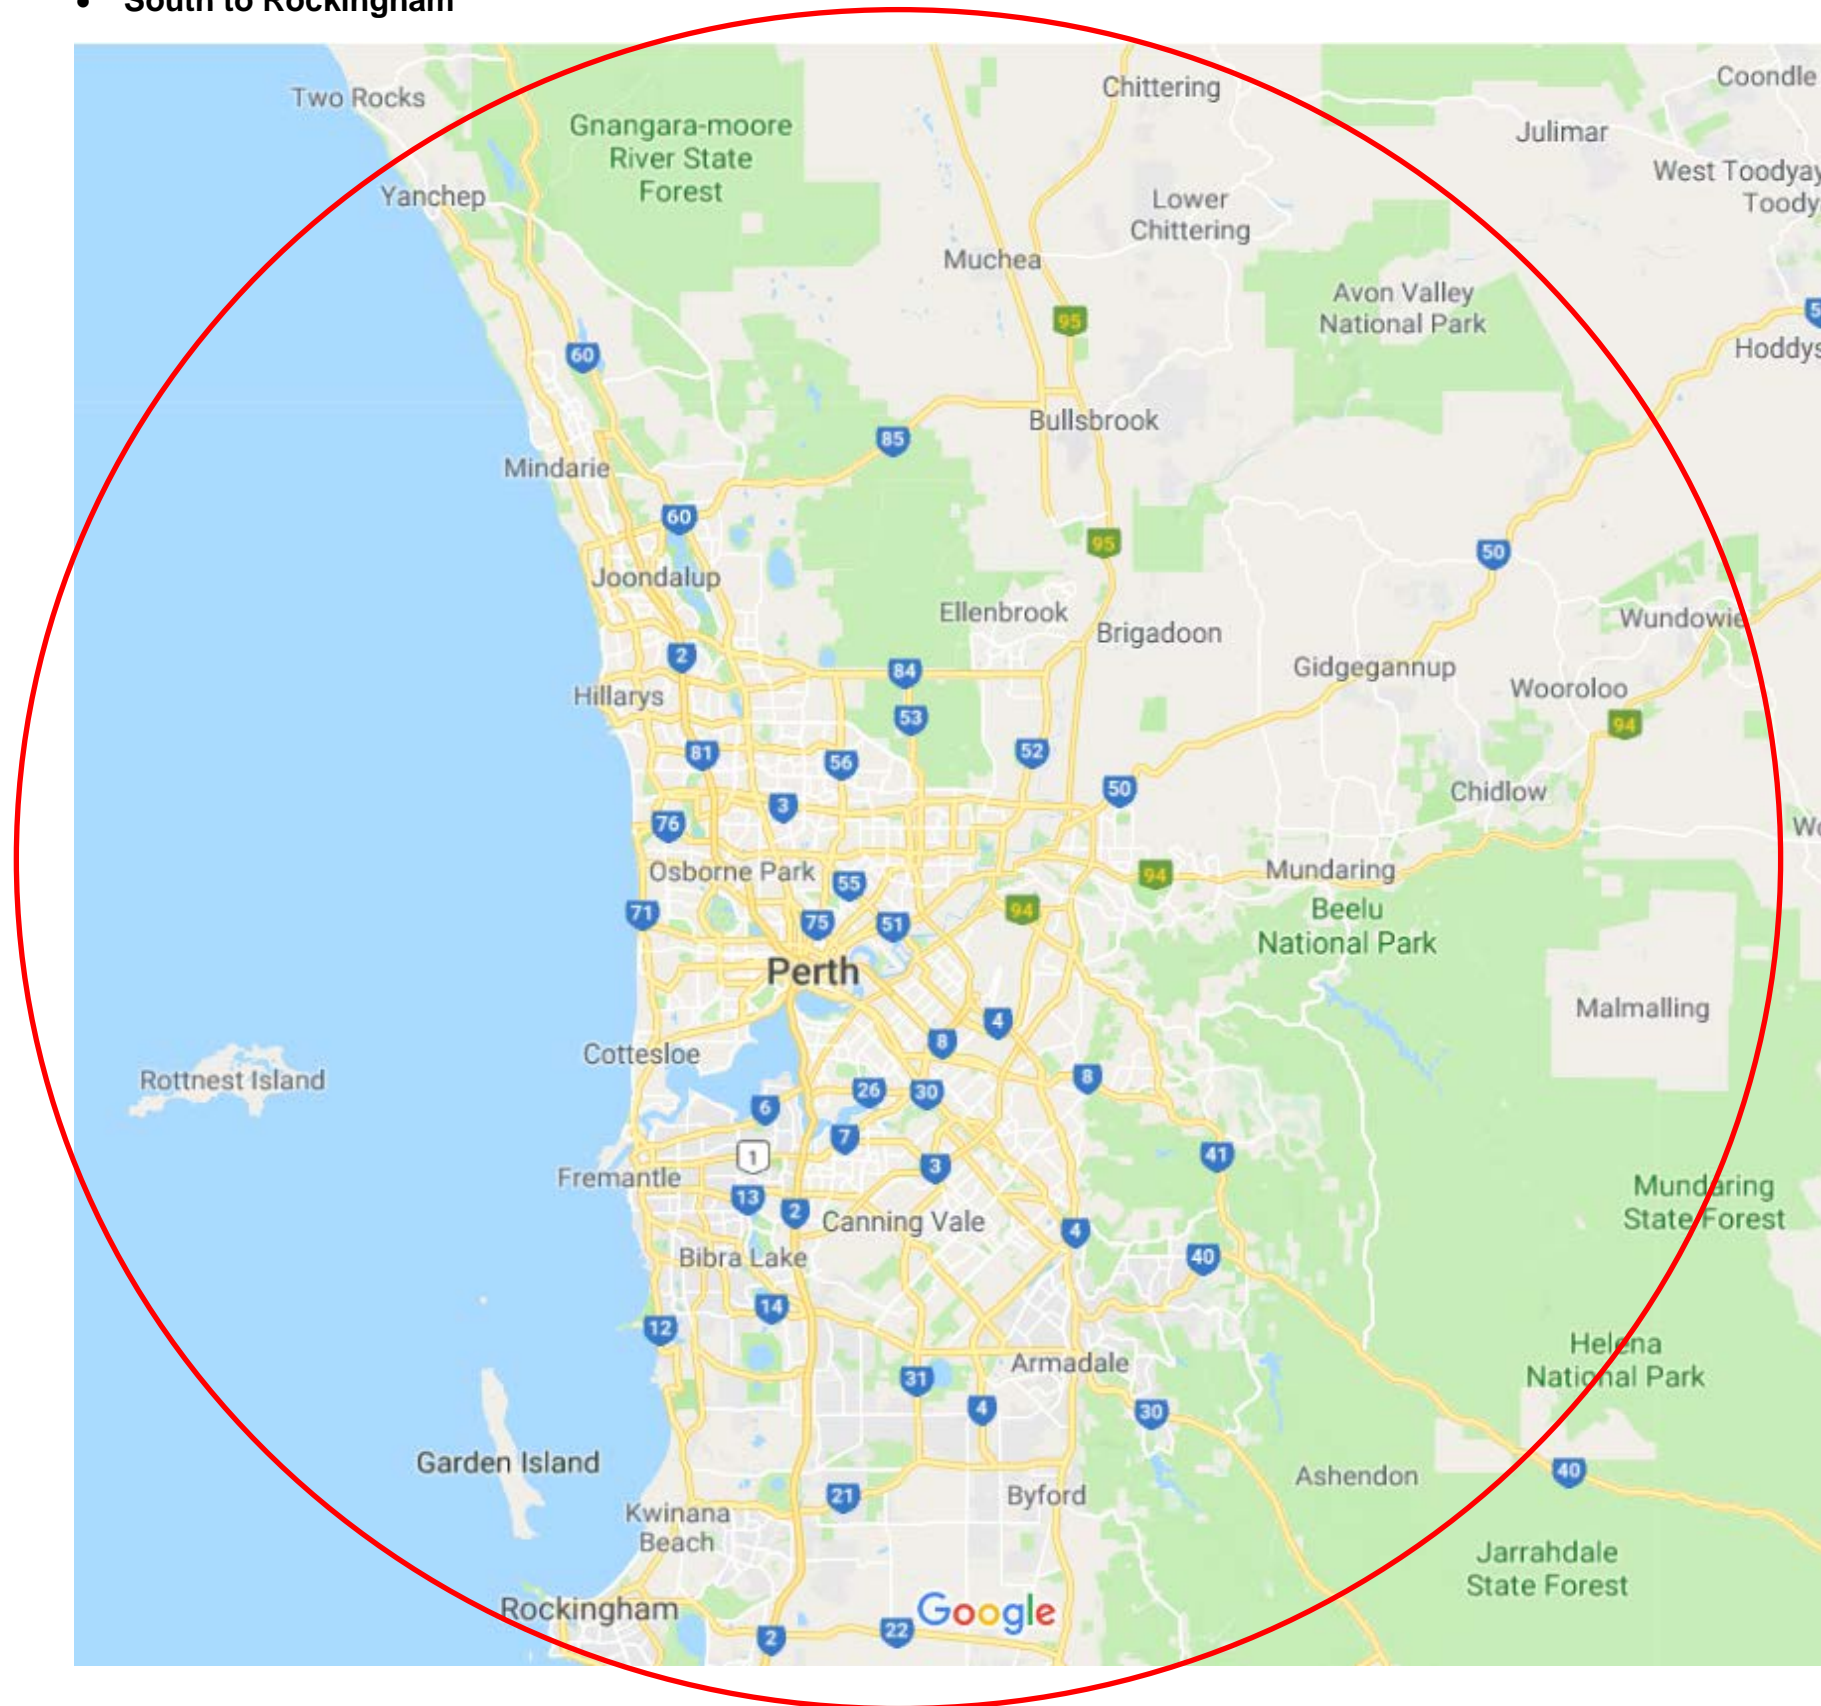 • South to Rockingham
Two Rocks
Chittering
Coondle
Gnangara-moore
River State
Forest
Julimar
West Toodyay
Toody
Yanchep
Lower
Chittering
Muchea
Avon Valley
National Park
95
5
Hoddys
60
Bullsbrook
85
Mindarie
60
95
50
Joondalup
Ellenbrook
Brigadoon
Wundowie
2
84
Gidgegannup
Hillarys
Wooroloo
53
94
81
56
52
50
Chidlow
3
76
Wo
Osborne Park
55
94
Mundaring
71
75
51
94
Beelu
National Park
Perth
Malmalling
4
8
Cottesloe
Rottnest Island
8
26
30
6
7
1
3
41
Fremantle
13
2
Canning Vale
4
Mundaring
State Forest
Bibra Lake
40
14
12
Helena
National Park
Armadale
31
4
30
Garden Island
40
Ashendon
21
Byford
Kwinana
Beach
Jarrahdale
State Forest
Rockingham
Google
22
2